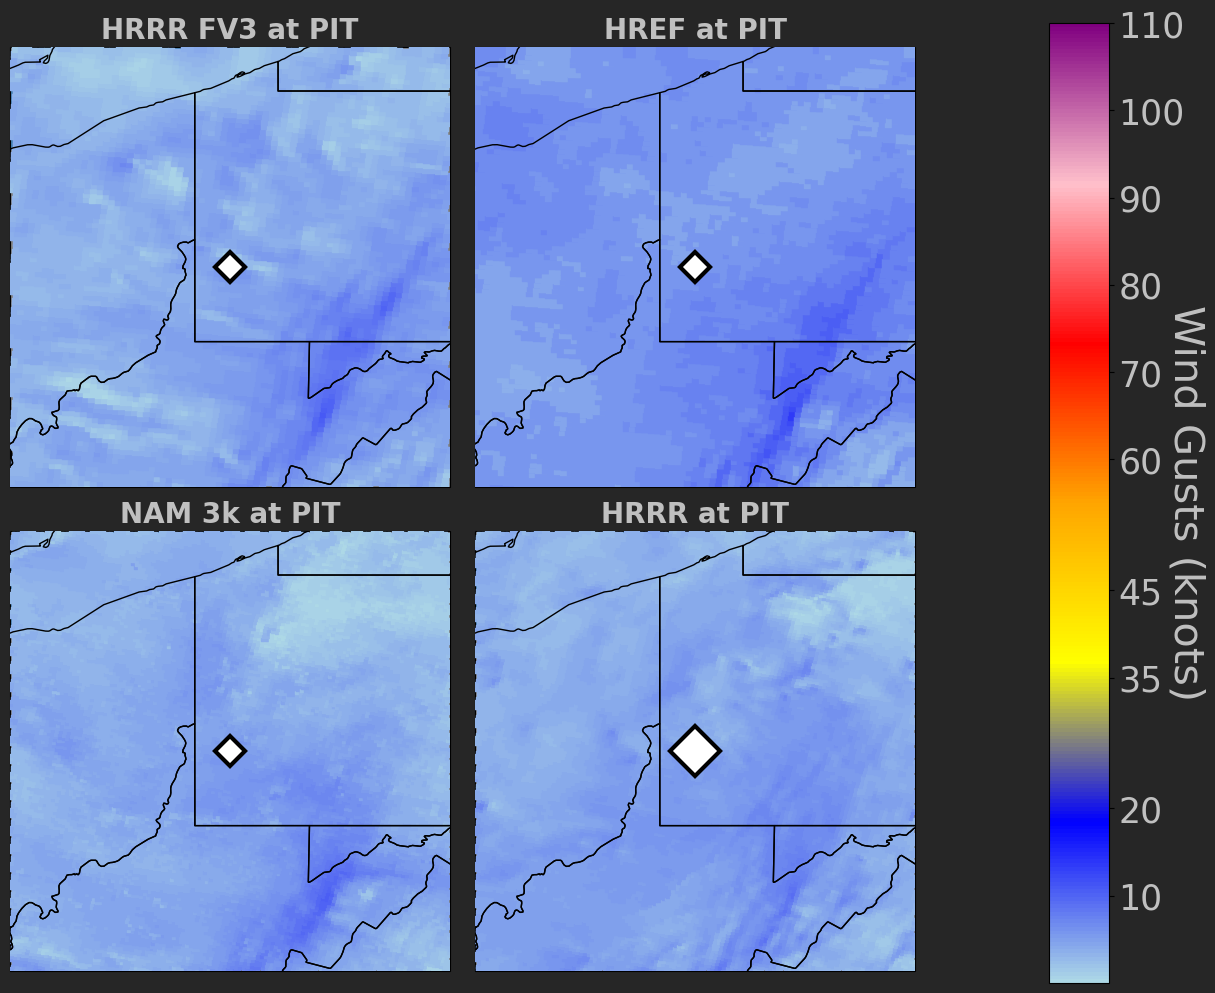 HRRR FV3 at PIT
HREF at PIT
NAM 3k at PIT
HRRR at PIT
110
100
90
80
70
60
45
35
20
10
Wind Gusts (knots)